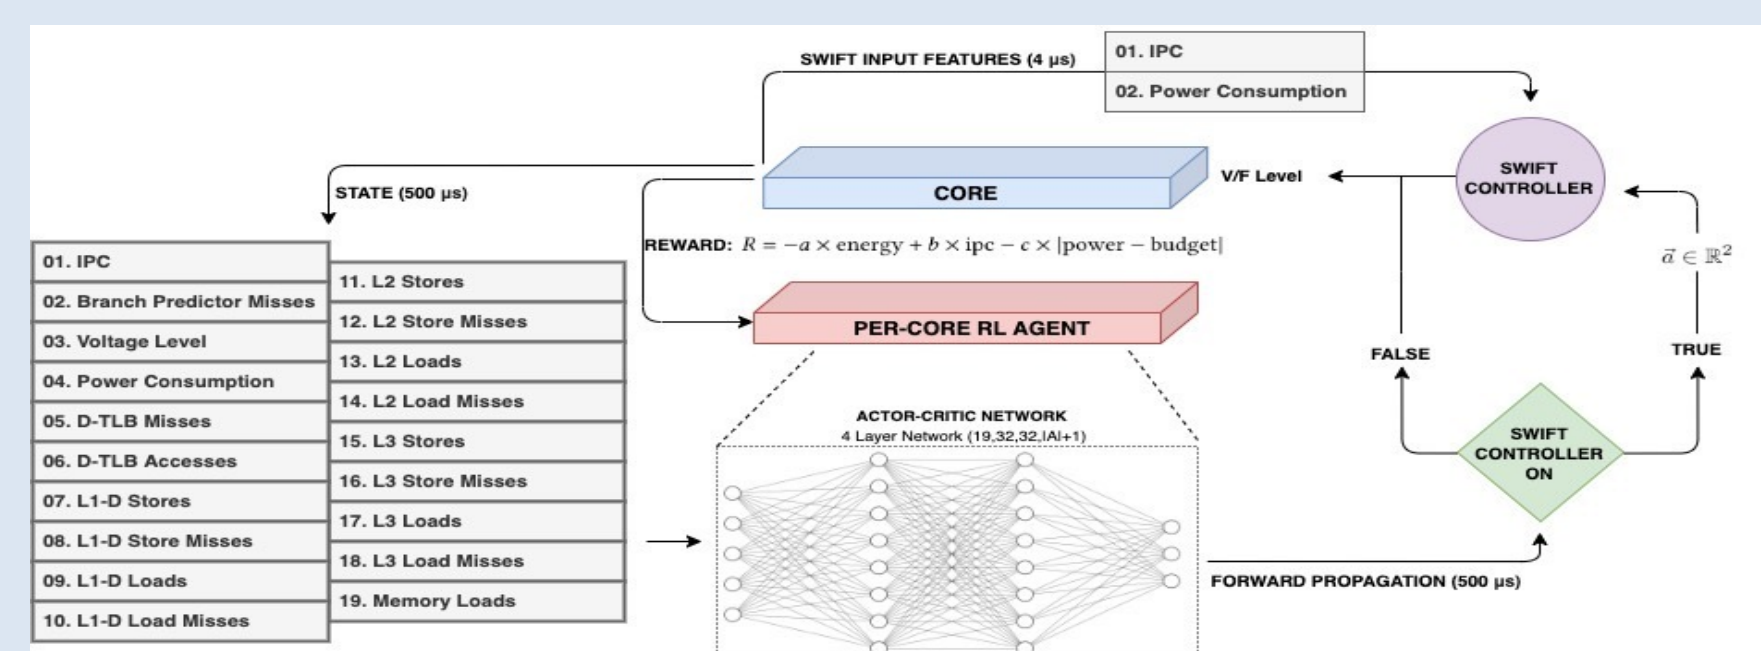 SWIFT INPUT FEATURES (4 µs)
01. IPC
02. Power Consumption
STATE (500 µs)
CORE
V/F Level
SWIFT
CONTROLLER
REWARD: R = −a × energy + b × ipc − c × |power − budget|
PER-CORE RL AGENT
01. IPC
02. Branch Predictor Misses
03. Voltage Level
04. Power Consumption
05. D-TLB Misses
06. D-TLB Accesses
07. L1-D Stores
08. L1-D Store Misses
09. L1-D Loads
10. L1-D Load Misses
11. L2 Stores
12. L2 Store Misses
13. L2 Loads
14. L2 Load Misses
15. L3 Stores
16. L3 Store Misses
17. L3 Loads
18. L3 Load Misses
19. Memory Loads
ACTOR-CRITIC NETWORK
4 Layer Network (19,32,32,|A|+1)
FORWARD PROPAGATION (500 µs)
SWIFT
CONTROLLER
ON
FALSE
TRUE
a⃗ ∈ ℝ²